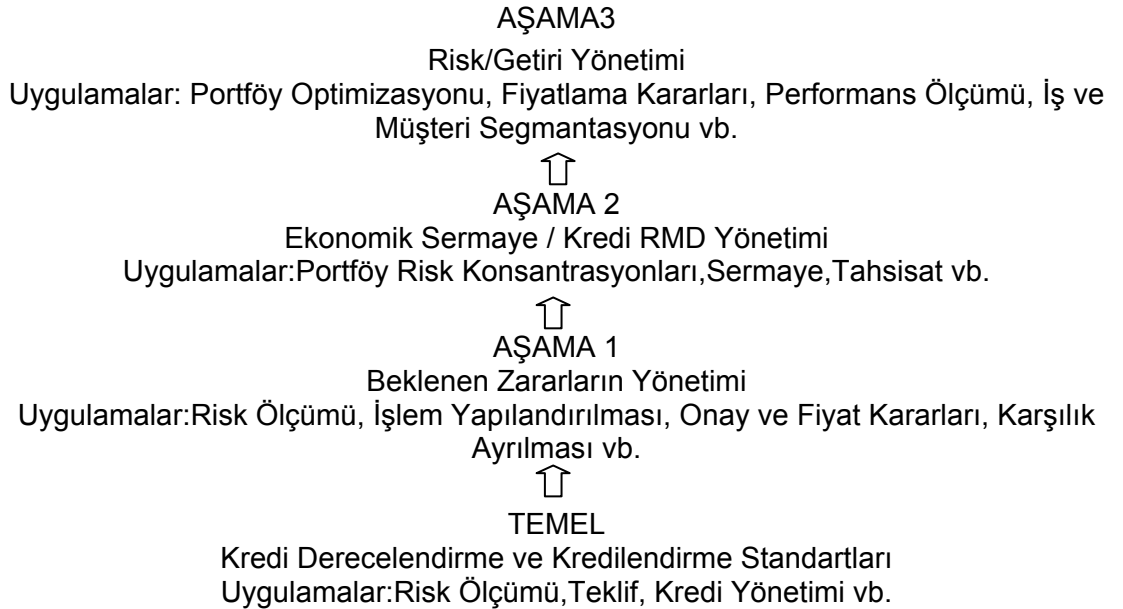 AŞAMA3
Risk/Getiri Yönetimi
Uygulamalar: Portföy Optimizasyonu, Fiyatlama Kararları, Performans Ölçümü, İş ve
Müşteri Segmantasyonu vb.
AŞAMA 2
Ekonomik Sermaye / Kredi RMD Yönetimi
Uygulamalar:Portföy Risk Konsantrasyonları,Sermaye,Tahsisat vb.
AŞAMA 1
Beklenen Zararların Yönetimi
Uygulamalar:Risk Ölçümü, İşlem Yapılandırılması, Onay ve Fiyat Kararları, Karşılık
Ayrılması vb.
TEMEL
Kredi Derecelendirme ve Kredilendirme Standartları
Uygulamalar:Risk Ölçümü,Teklif, Kredi Yönetimi vb.